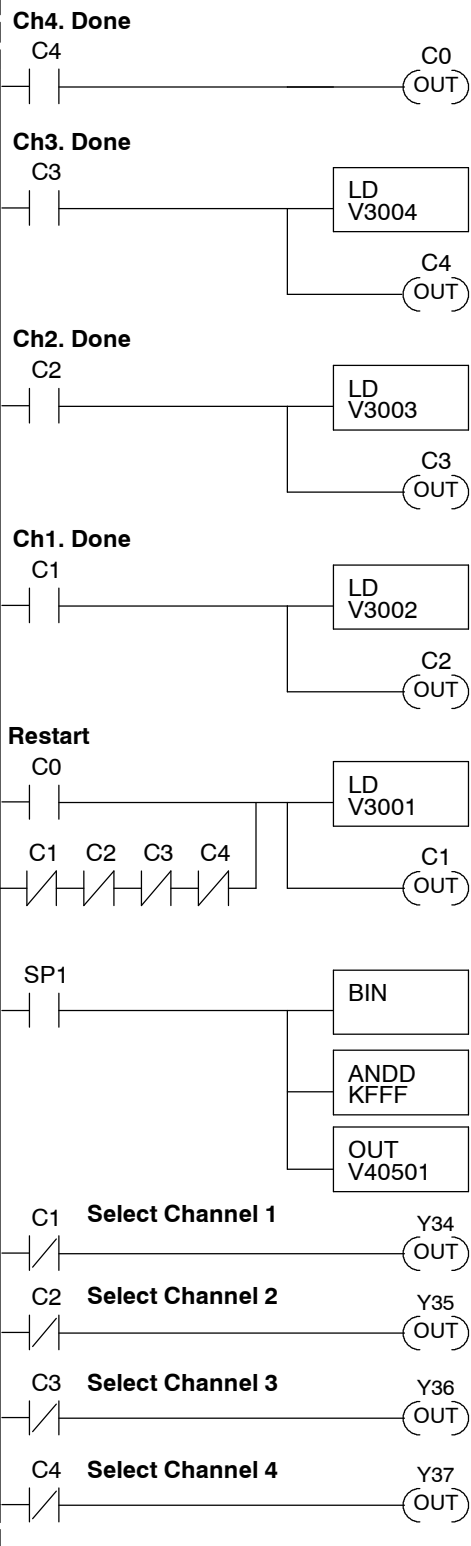 Ch4. Done
C4
C0
OUT
Ch3. Done
C3
LD
V3004
C4
OUT
Ch2. Done
C2
LD
V3003
C3
OUT
Ch1. Done
C1
LD
V3002
C2
OUT
Restart
C0
LD
V3001
C1 C2 C3 C4
C1
OUT
SP1
BIN
ANDD
KFFF
OUT
V40501
C1 Select Channel 1
Y34
OUT
C2 Select Channel 2
Y35
OUT
C3 Select Channel 3
Y36
OUT
C4 Select Channel 4
Y37
OUT